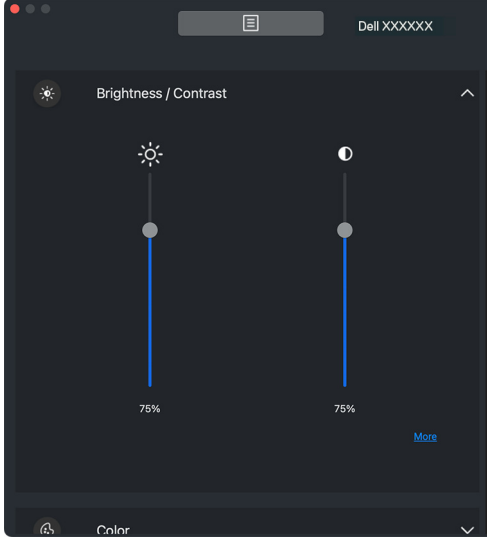 Dell XXXXXX
Brightness / Contrast
75%
75%
More
Color